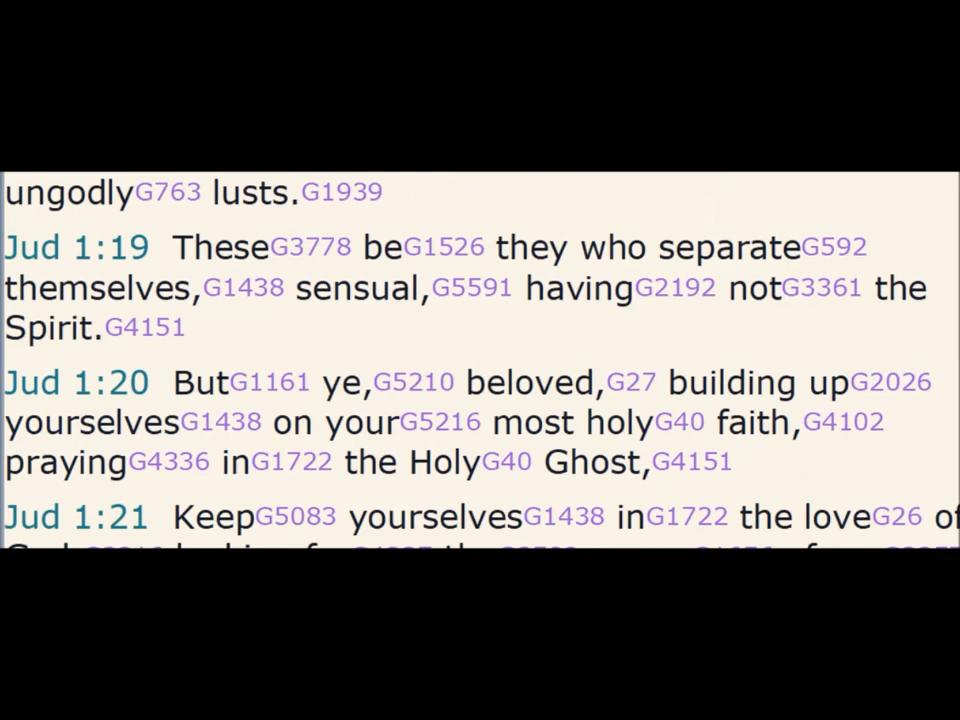 ungodlyG763 lusts.G1939
Jud 1:19 TheseG3778 beG1526 they who separateG592
themselves,G1438 sensual,G5591 havingG2192 notG3361 the
Spirit.G4151
Jud 1:20 ButG1161 ye,G5210 beloved,G27 building upG2026
yourselvesG1438 on yourG5216 most holyG40 faith,G4102
prayingG4336 inG1722 the HolyG40 Ghost,G4151
Jud 1:21 KeepG5083 yourselvesG1438 inG1722 the loveG26 of